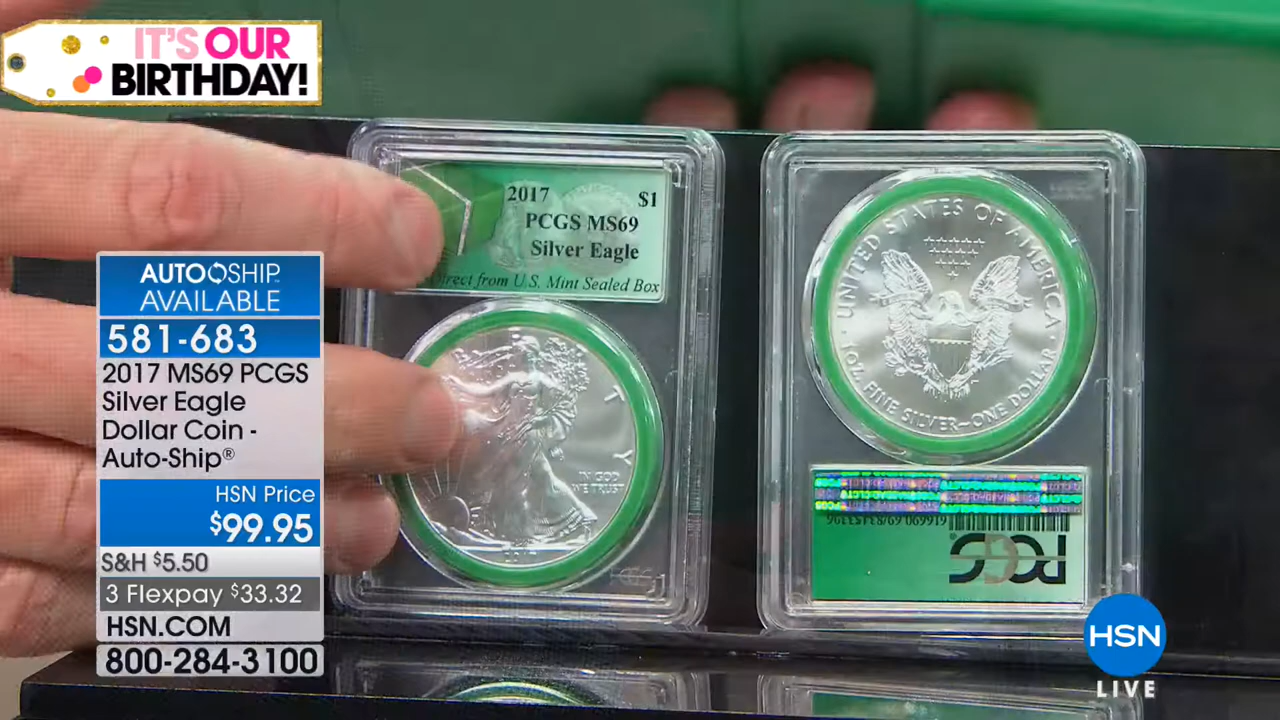 IT'S OUR
BIRTHDAY!
2017 $1
PCGS MS69
Silver Eagle
Direct from U.S. Mint Sealed Box
UNITED STATES OF AMERICA
1 OZ. FINE SILVER~ONE DOLLAR
T
Y
IN GOD
WE TRUST
2017
PCGS
AUTO SHIP
AVAILABLE
581-683
2017 MS69 PCGS
Silver Eagle
Dollar Coin -
Auto-Ship®
HSN Price
$99.95
S&H $5.50
3 Flexpay $33.32
HSN.COM
800-284-3100
HSN
LIVE